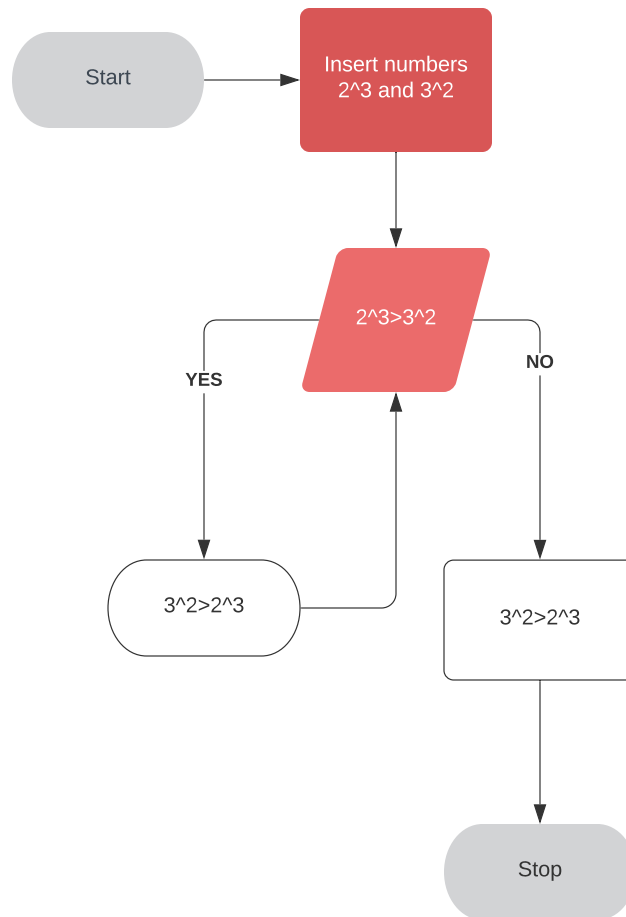 Start
Insert numbers
2^3 and 3^2
2^3>3^2
YES
NO
3^2>2^3
3^2>2^3
Stop